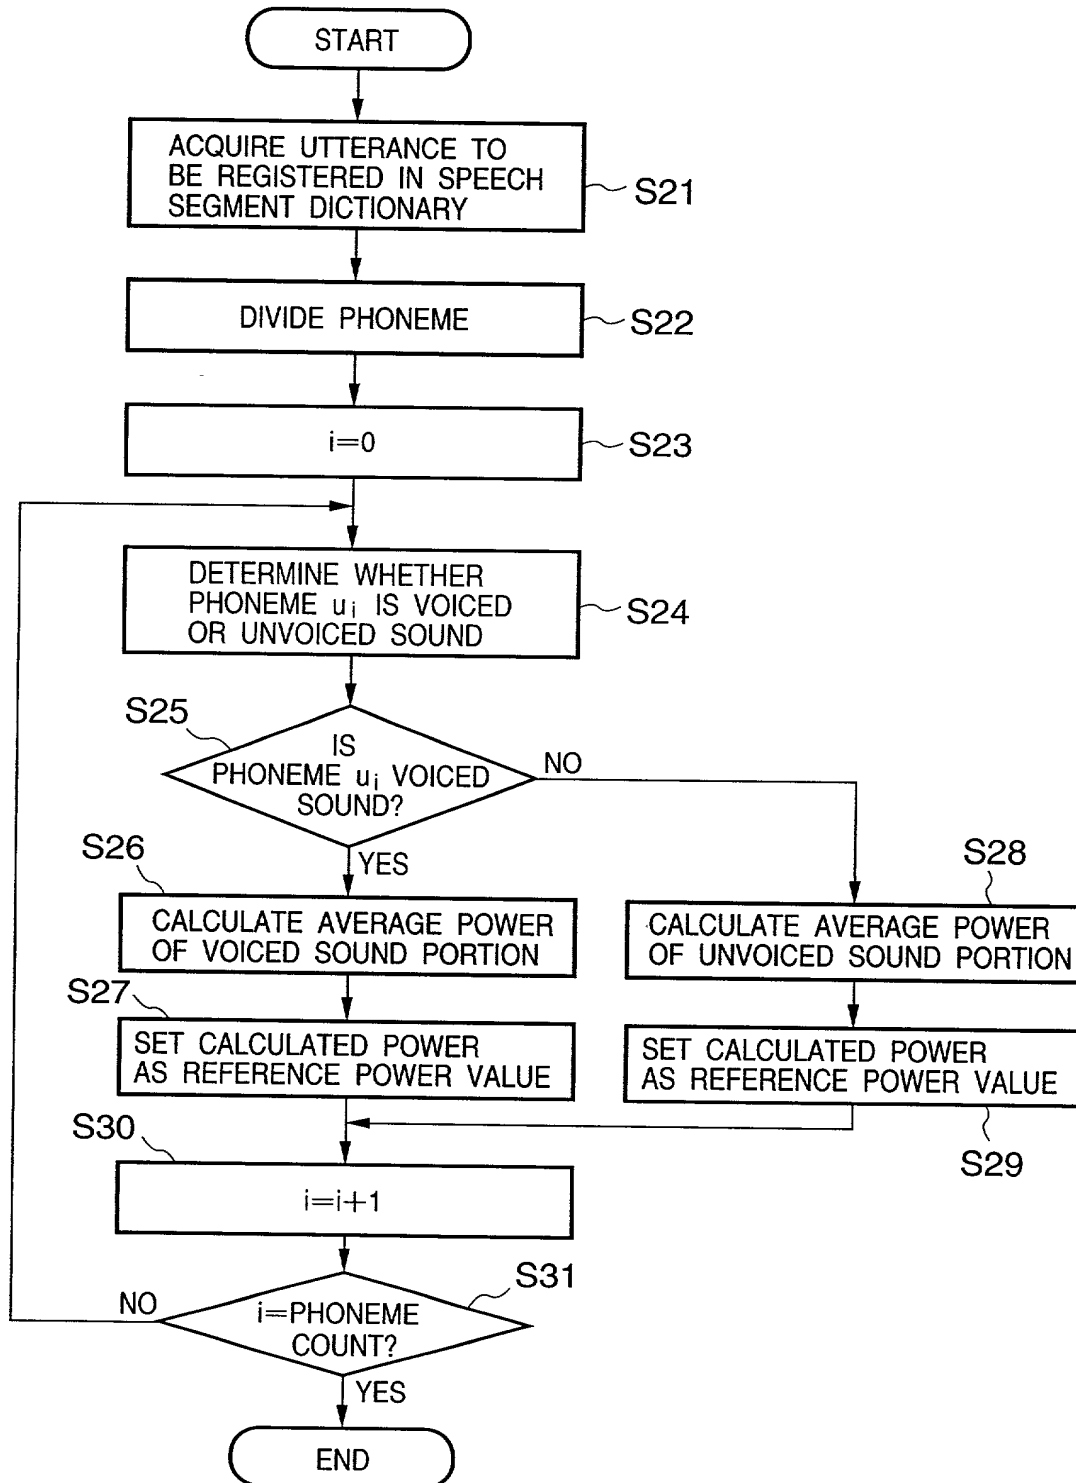 START
ACQUIRE UTTERANCE TO
BE REGISTERED IN SPEECH
SEGMENT DICTIONARY
S21
DIVIDE PHONEME
S22
i=0
S23
DETERMINE WHETHER
PHONEME ui IS VOICED
OR UNVOICED SOUND
S24
S25
IS
PHONEME ui VOICED
SOUND?
NO
YES
S26
CALCULATE AVERAGE POWER
OF VOICED SOUND PORTION
S28
CALCULATE AVERAGE POWER
OF UNVOICED SOUND PORTION
S27
SET CALCULATED POWER
AS REFERENCE POWER VALUE
SET CALCULATED POWER
AS REFERENCE POWER VALUE
S29
S30
i=i+1
S31
i=PHONEME
COUNT?
NO
YES
END